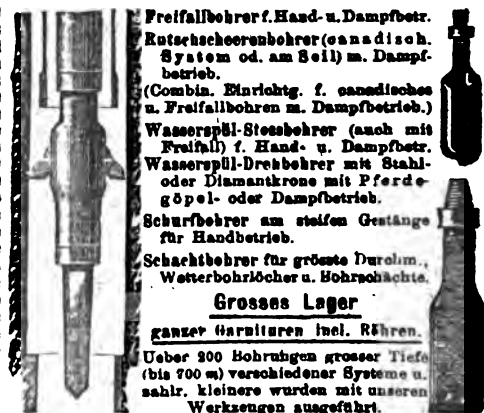 Freifallbohrer f. Hand- u. Dampfbetr.
Rutschscheerenbohrer (canadisch.
System od. am Seil) m. Dampf-
betrieb.
(Combin. Einrichtg. f. canadisches
u. Freifallbohren m. Dampfbetrieb.)
Wasserspül-Stossbohrer (auch mit
Freifall) f. Hand- u. Dampfbetr.
Wasserspül-Drehbohrer mit Stahl-
oder Diamantkrone mit Pferde-
göpel- oder Dampfbetrieb.
Schurfbohrer am steifen Gestänge
für Handbetrieb.
Schachtbohrer für grösste Durchm.,
Wetterbohrlöcher u. Bohrschächte.
Grosses Lager
ganzer Garnituren incl. Röhren.
Ueber 200 Bohrungen grosser Tiefe
(bis 700 m) verschiedener Systeme u.
zahlr. kleinere wurden mit unseren
Werkzeugen ausgeführt.